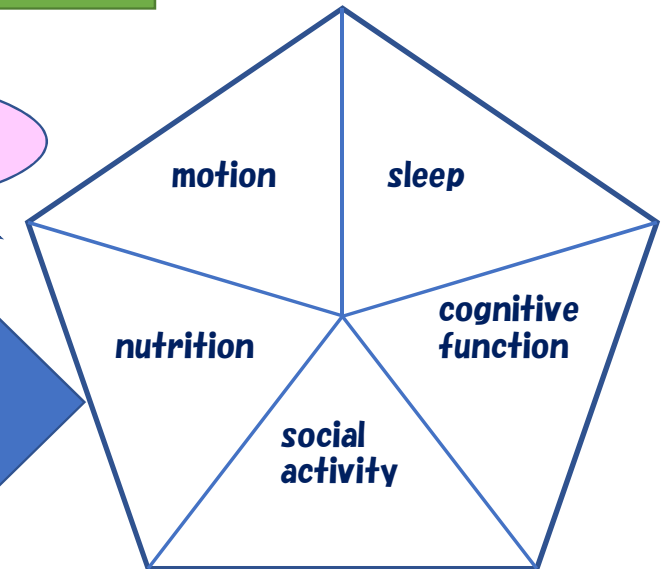 motion
sleep
cognitive
function
nutrition
social
activity